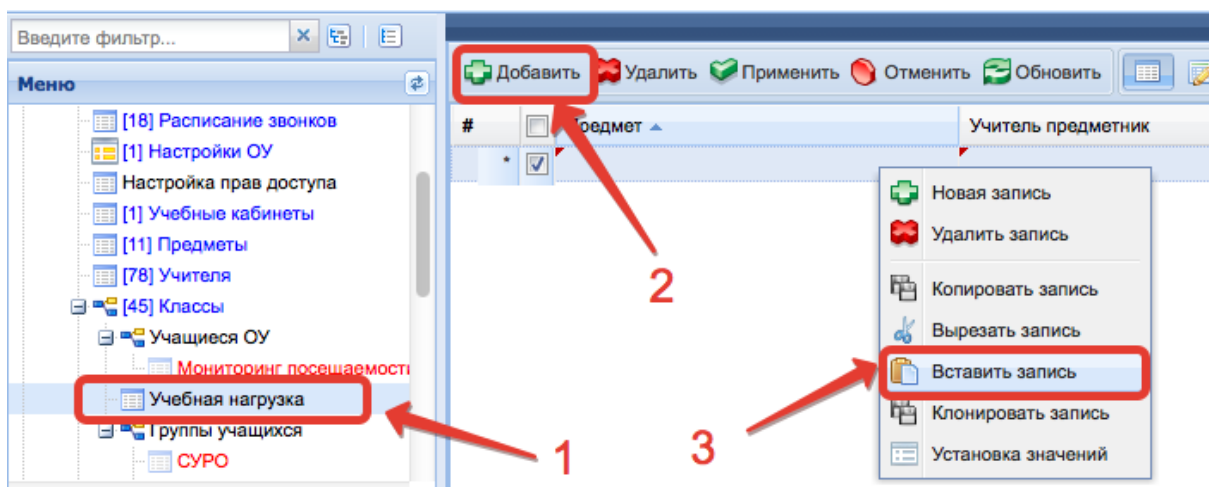 Введите фильтр...
Меню
[18] Расписание звонков
[1] Настройки ОУ
Настройка прав доступа
[1] Учебные кабинеты
[11] Предметы
[78] Учителя
[45] Классы
Учащиеся ОУ
Мониторинг посещаемости
Учебная нагрузка
Группы учащихся
СУРО
1
Добавить Удалить Применить Отменить Обновить
# Предмет Учитель предметник
*
2
Новая запись
Удалить запись
Копировать запись
Вырезать запись
Вставить запись
Клонировать запись
Установка значений
3